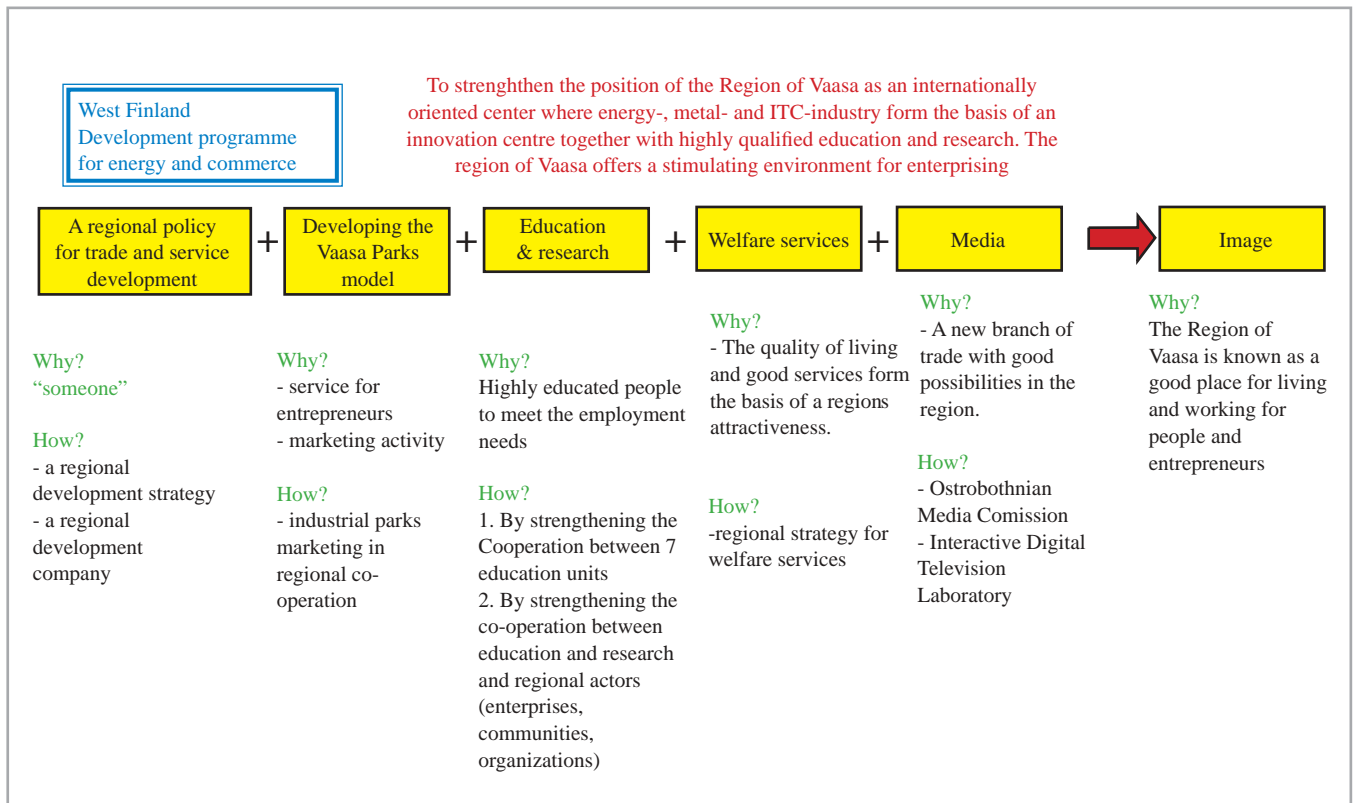 West Finland
Development programme
for energy and commerce
To strenghthen the position of the Region of Vaasa as an internationally
oriented center where energy-, metal- and ITC-industry form the basis of an
innovation centre together with highly qualified education and research. The
region of Vaasa offers a stimulating environment for enterprising
A regional policy
for trade and service
development
+
Developing the
Vaasa Parks
model
+
Education
& research
+
Welfare services
+
Media
Image
Why?
“someone”
How?
- a regional
development strategy
- a regional
development
company
Why?
- service for
entrepreneurs
- marketing activity
How?
- industrial parks
marketing in
regional co-
operation
Why?
Highly educated people
to meet the employment
needs
How?
1. By strengthening the
Cooperation between 7
education units
2. By strengthening the
co-operation between
education and research
and regional actors
(enterprises,
communities,
organizations)
Why?
- The quality of living
and good services form
the basis of a regions
attractiveness.
How?
-regional strategy for
welfare services
Why?
- A new branch of
trade with good
possibilities in the
region.
How?
- Ostrobothnian
Media Comission
- Interactive Digital
Television
Laboratory
Why?
The Region of
Vaasa is known as a
good place for living
and working for
people and
entrepreneurs